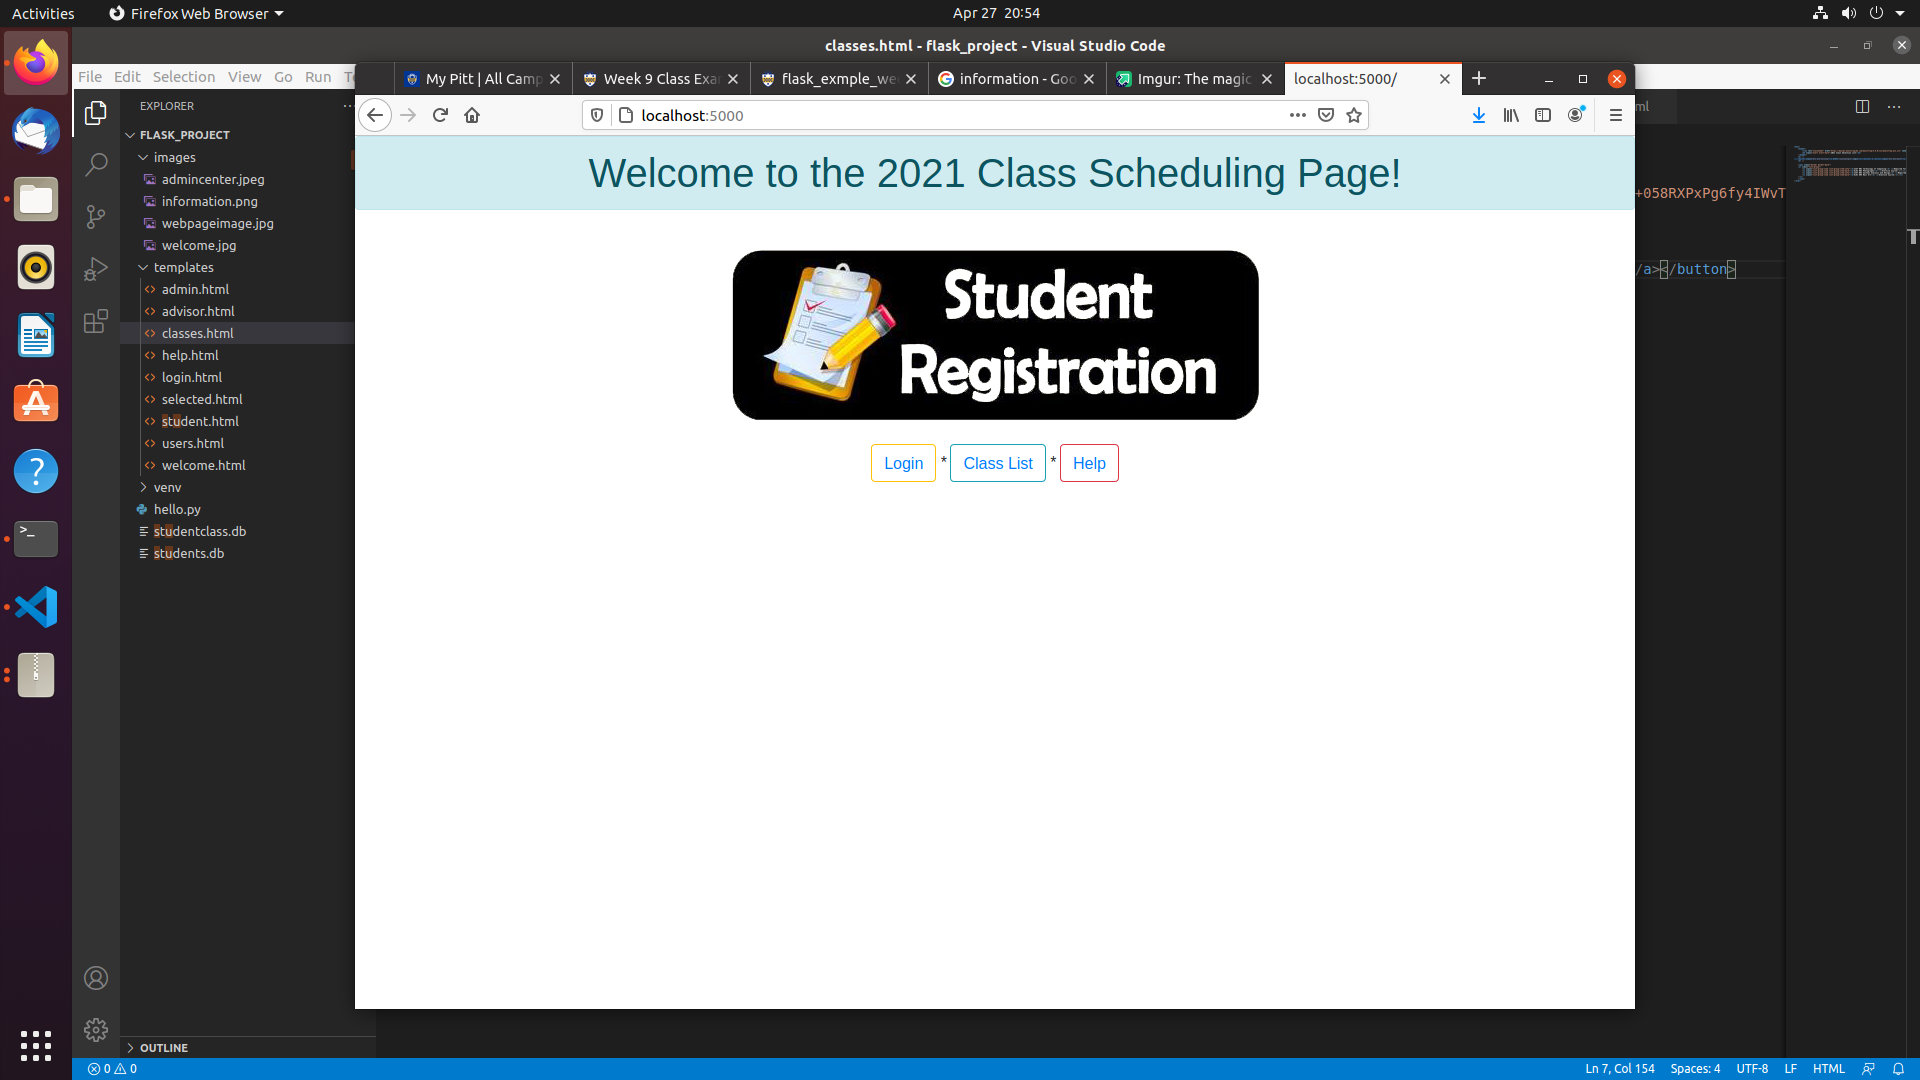 Activities
Firefox Web Browser
Apr 27 20:54
classes.html - flask_project - Visual Studio Code
File Edit Selection View Go Run
My Pitt | All Camp
Week 9 Class Exa
flask_exmple_we
information - Goo
Imgur: The magic
localhost:5000/
localhost:5000
EXPLORER
FLASK_PROJECT
images
admincenter.jpeg
information.png
webpageimage.jpg
welcome.jpg
templates
admin.html
advisor.html
classes.html
help.html
login.html
selected.html
student.html
users.html
welcome.html
venv
hello.py
studentclass.db
students.db
OUTLINE
Welcome to the 2021 Class Scheduling Page!
Student
Registration
Login * Class List * Help
+058RXPxPg6fy4IWvT
/a></button>
0 0
Ln 7, Col 154 Spaces: 4 UTF-8 LF HTML